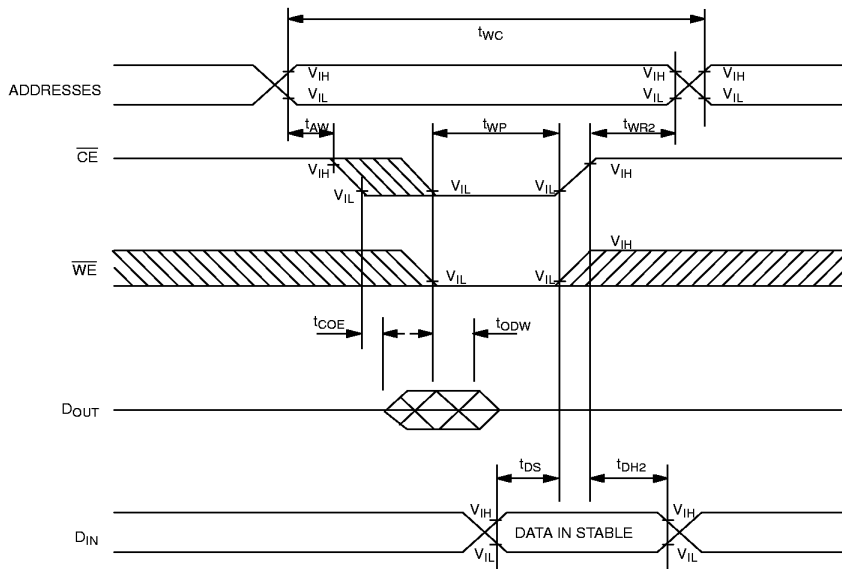 tWC
VIH VIH VIH
ADDRESSES
VIL VIL VIL
tAW tWP tWR2
CE
VIH VIH
VIL VIL VIL
VIH
WE
VIL VIL
tCOE tODW
DOUT
tDS tDH2
VIH VIH
DATA IN STABLE
DIN
VIL VIL